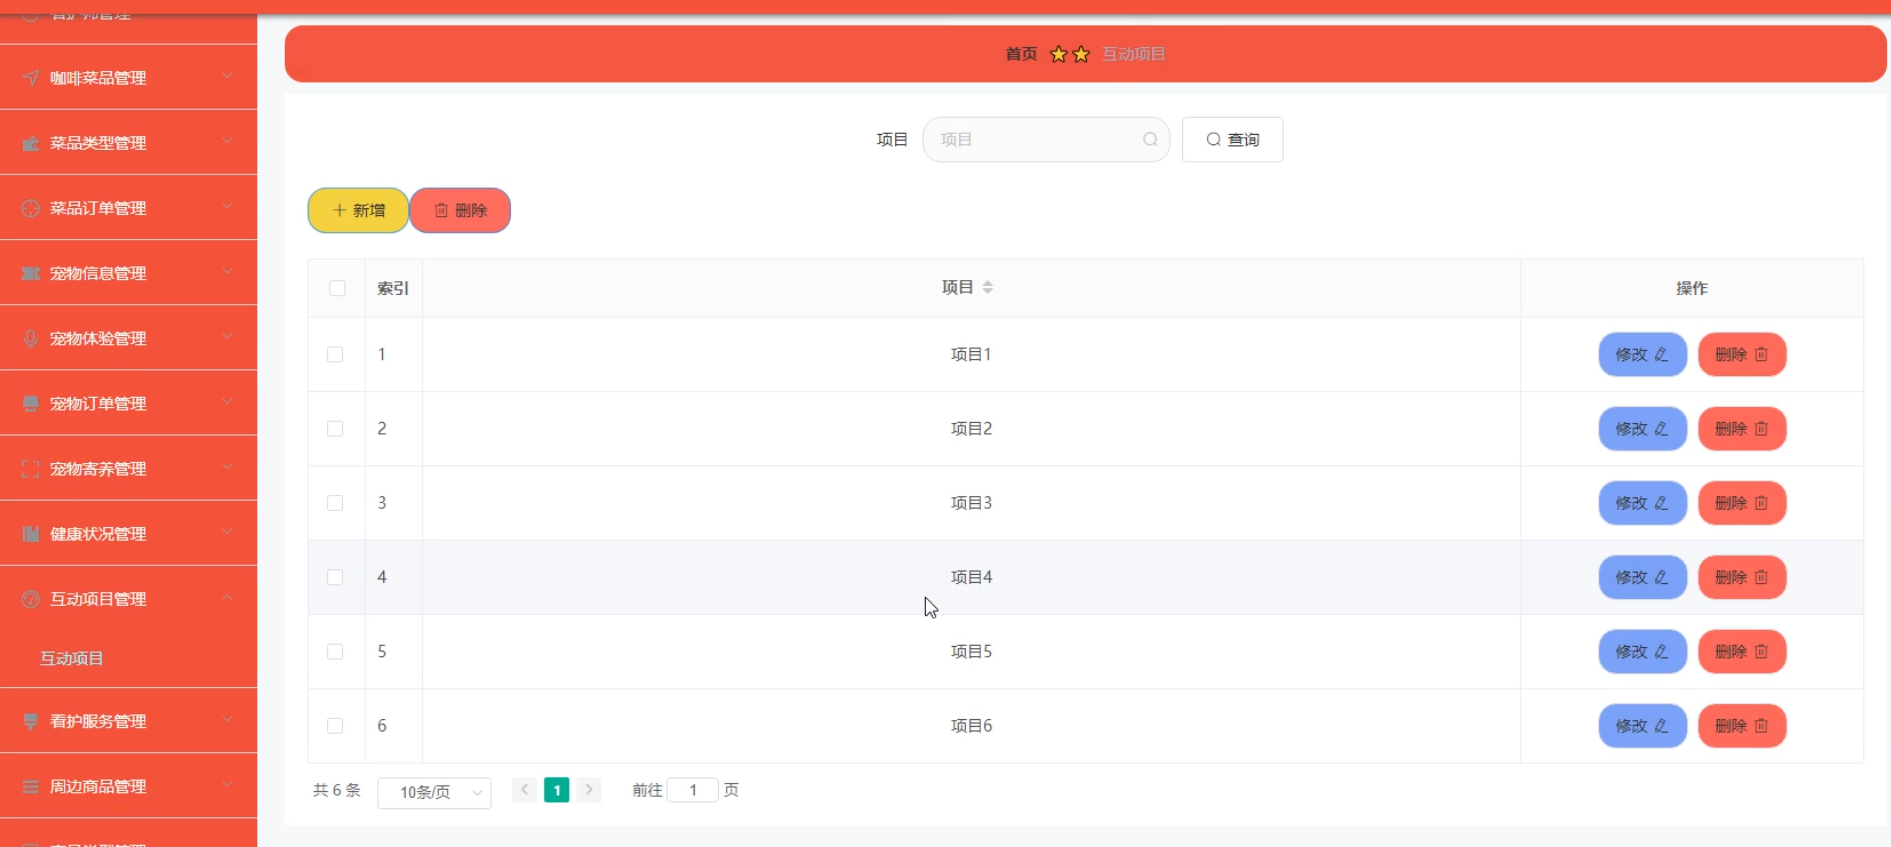 看护师管理
咖啡菜品管理
菜品类型管理
菜品订单管理
宠物信息管理
宠物体验管理
宠物订单管理
宠物寄养管理
健康状况管理
互动项目管理
互动项目
看护服务管理
周边商品管理
首页 互动项目
项目 项目 查询
新增 删除
索引 项目 操作
1 项目1 修改 删除
2 项目2 修改 删除
3 项目3 修改 删除
4 项目4 修改 删除
5 项目5 修改 删除
6 项目6 修改 删除
共 6 条 10条/页 1 前往 1 页